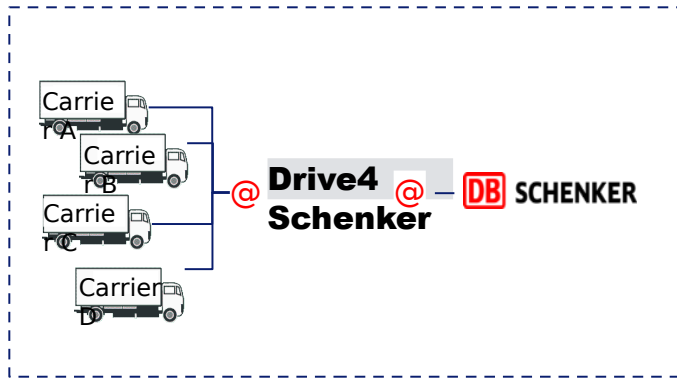 Carrie
r A
Carrie
r B
Carrie
r C
Carrier
D
@
Drive4
Schenker
@
DB SCHENKER